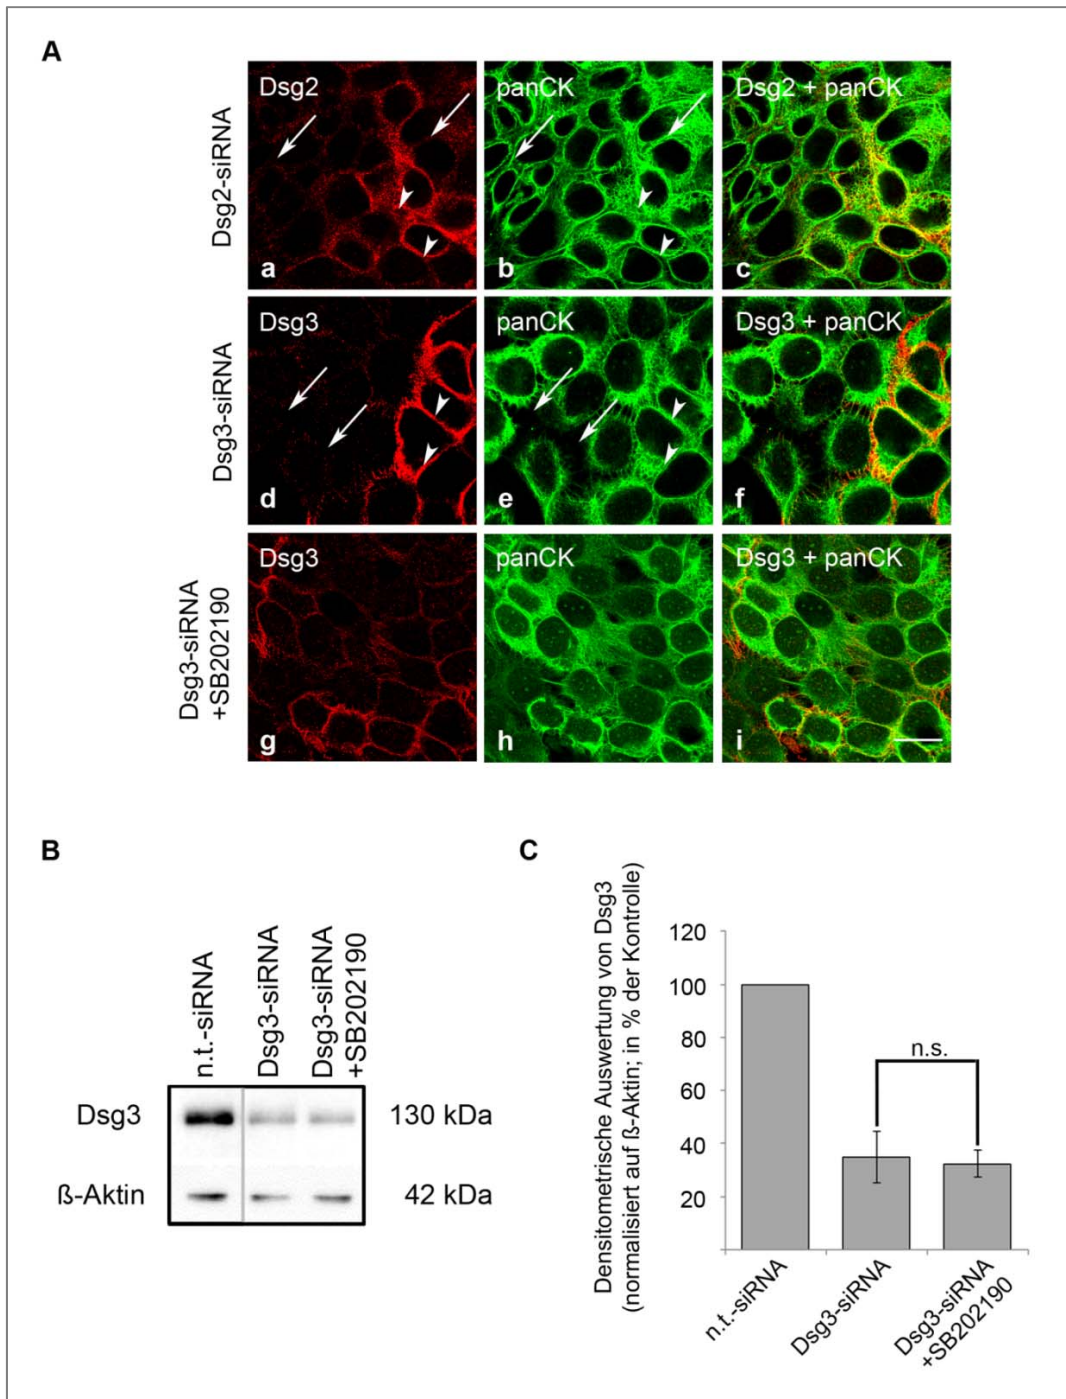 A
Dsg2-siRNA
Dsg2
panCK
Dsg2 + panCK
a
b
c
Dsg3-siRNA
Dsg3
panCK
Dsg3 + panCK
d
e
f
Dsg3-siRNA
+SB202190
Dsg3
panCK
Dsg3 + panCK
g
h
i
B
n.t.-siRNA
Dsg3-siRNA
Dsg3-siRNA
+SB202190
Dsg3
130 kDa
ß-Aktin
42 kDa
C
Densitometrische Auswertung von Dsg3
(normalisiert auf ß-Aktin; in % der Kontrolle)
120
100
80
60
40
20
n.s.
n.t.-siRNA
Dsg3-siRNA
Dsg3-siRNA
+SB202190